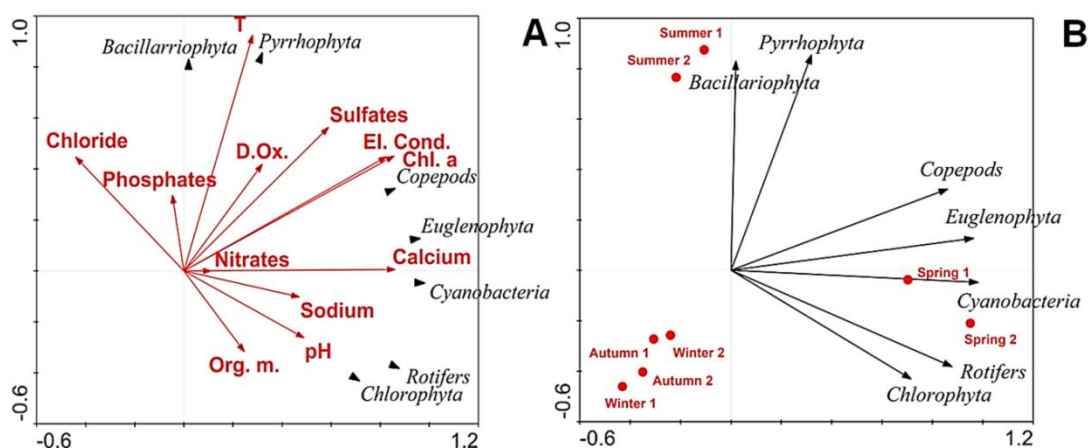 A
1.0
T
Bacillarriophyta
Pyrrhophyta
Sulfates
Chloride
D.Ox.
El. Cond.
Chl. a
Copepods
Phosphates
Euglenophyta
Nitrates
Calcium
Cyanobacteria
Sodium
pH
Org. m.
Rotifers
Chlorophyta
-0.6
-0.6
1.2
B
1.0
Summer 1
Pyrrhophyta
Summer 2
Bacillariophyta
Copepods
Euglenophyta
Spring 1
Cyanobacteria
Spring 2
Autumn 1
Winter 2
Autumn 2
Rotifers
Winter 1
Chlorophyta
-0.6
-0.6
1.2